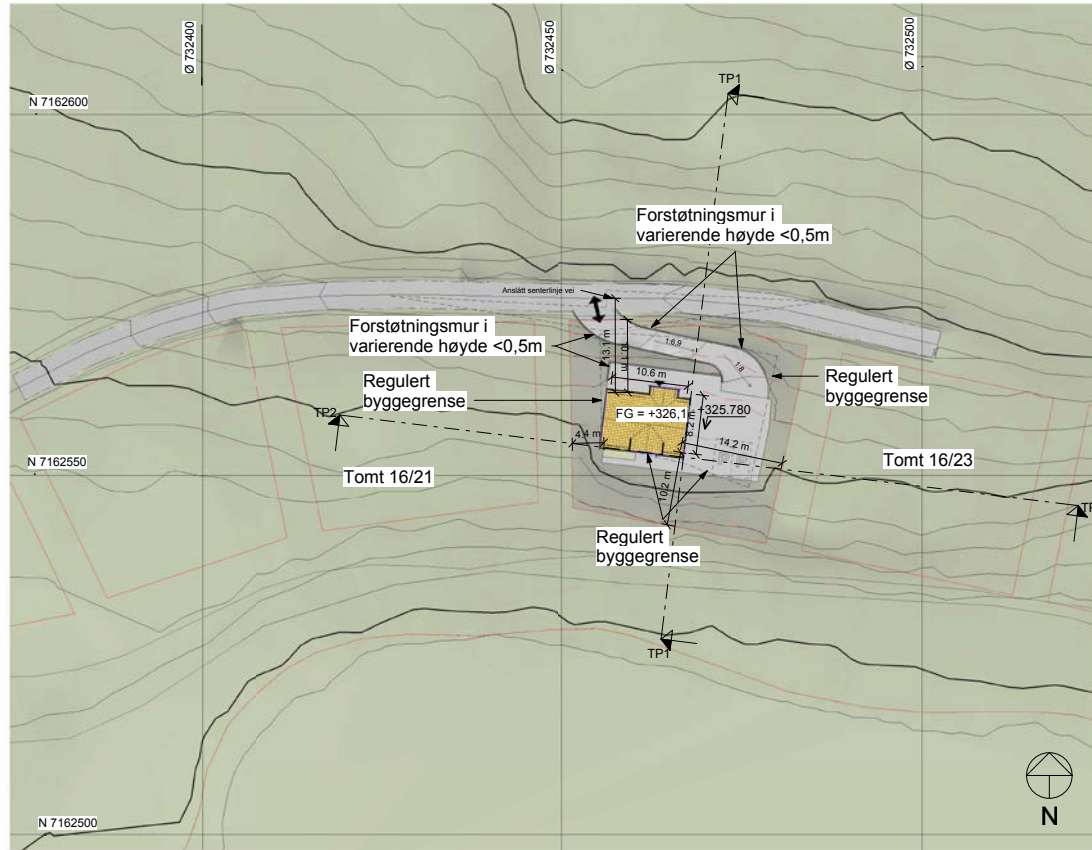 Ø 732400
Ø 732450
Ø 732500
N 7162600
TP1
Forstøtningsmur i
varierende høyde <0,5m
Anslått senterlinje vei
Forstøtningsmur i
varierende høyde <0,5m
13.1 m
1:6,9
1:8
Regulert
byggegrense
10.6 m
Regulert
byggegrense
TP2
FG = +326,1
+325.780
8.2 m
4.4 m
14.2 m
N 7162550
Tomt 16/21
Tomt 16/23
10.2 m
Regulert
byggegrense
TP1
N 7162500
N